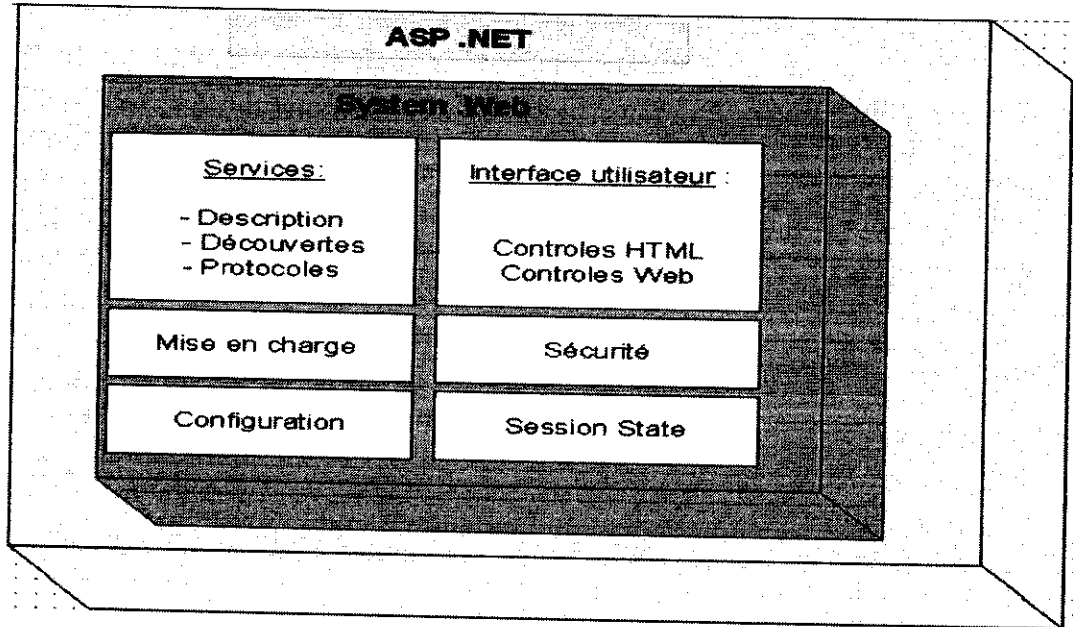 ASP .NET
System .Web
Services:
- Description
- Découvertes
- Protocoles
Interface utilisateur :
Controles HTML
Controles Web
Mise en charge
Sécurité
Configuration
Session State